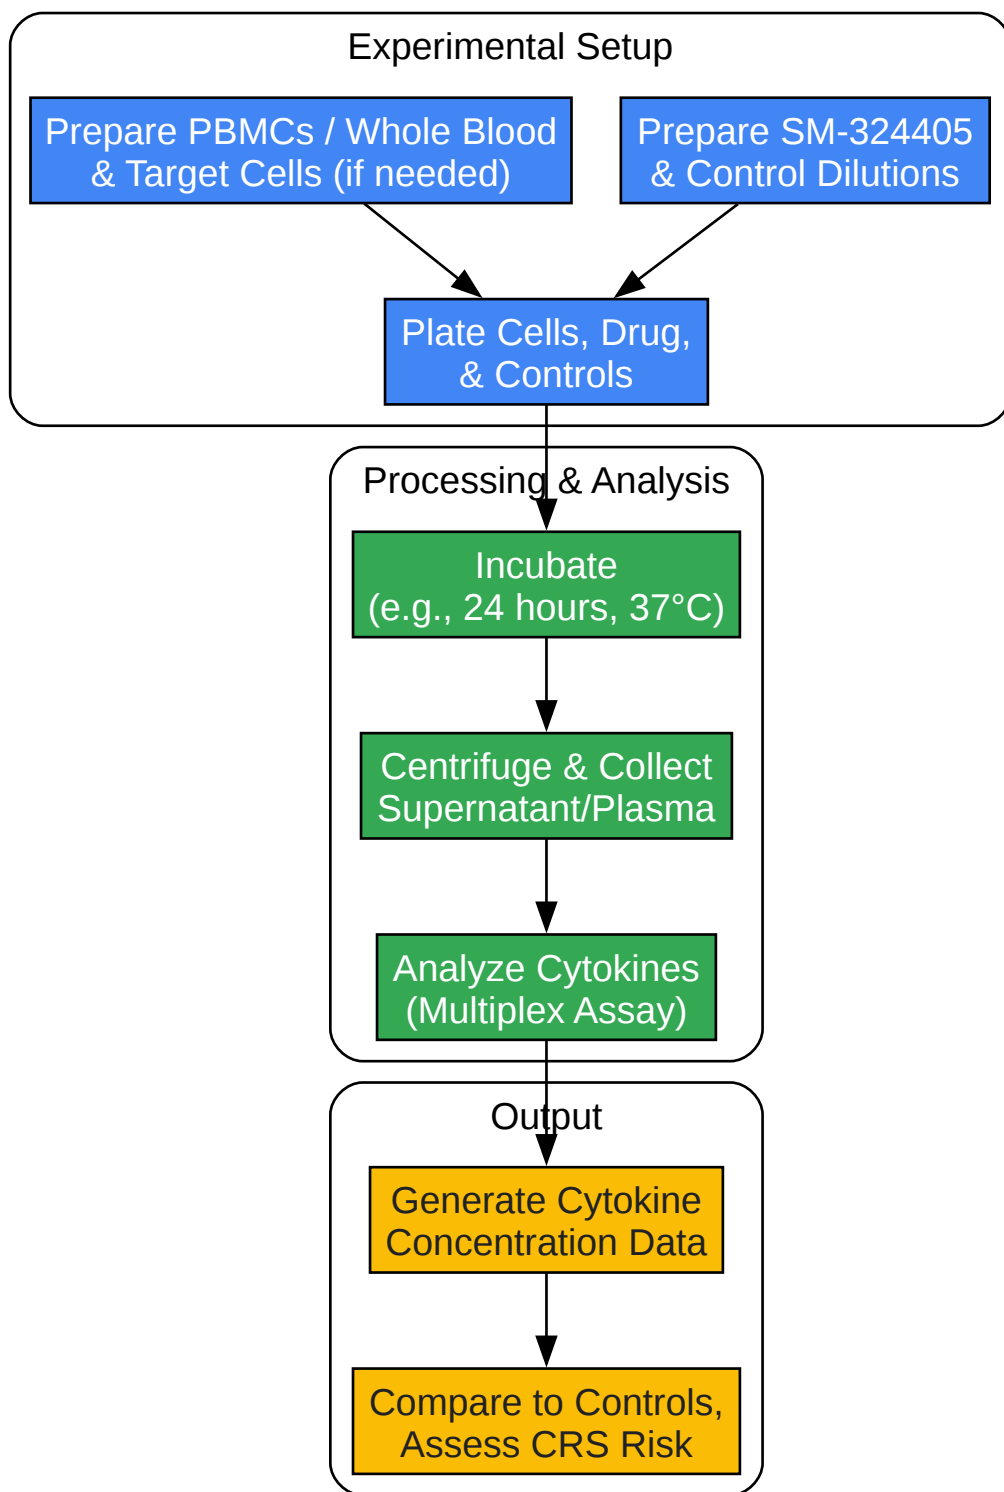 Experimental Setup
Prepare PBMCs / Whole Blood
& Target Cells (if needed)
Prepare SM-324405
& Control Dilutions
Plate Cells, Drug,
& Controls
Processing & Analysis
Incubate
(e.g., 24 hours, 37°C)
Centrifuge & Collect
Supernatant/Plasma
Analyze Cytokines
(Multiplex Assay)
Output
Generate Cytokine
Concentration Data
Compare to Controls,
Assess CRS Risk